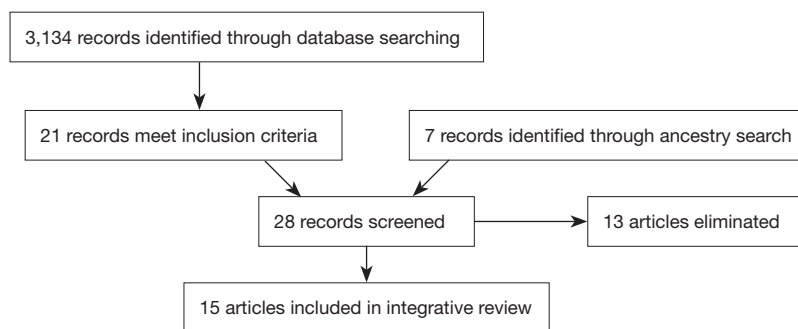 3,134 records identified through database searching
21 records meet inclusion criteria
7 records identified through ancestry search
28 records screened
13 articles eliminated
15 articles included in integrative review